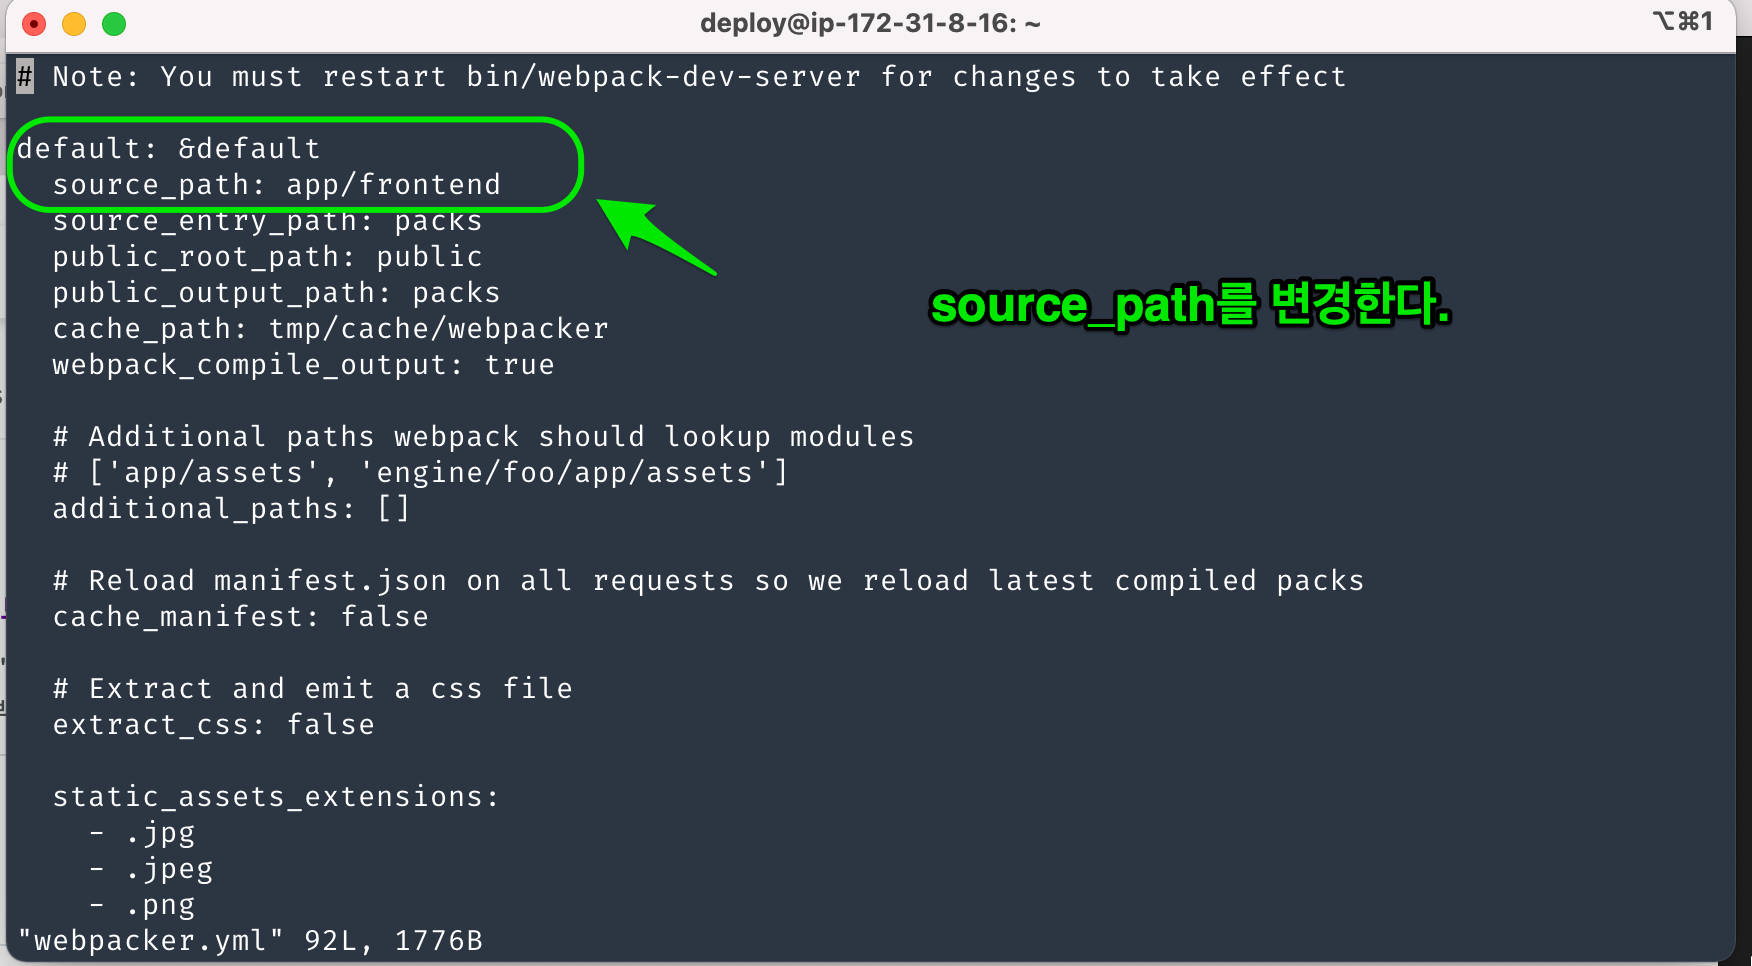 deploy@ip-172-31-8-16: ~
⌥⌘1
# Note: You must restart bin/webpack-dev-server for changes to take effect
default: &default
source_path: app/frontend
source_entry_path: packs
public_root_path: public
source_path를 변경한다.
public_output_path: packs
cache_path: tmp/cache/webpacker
webpack_compile_output: true
# Additional paths webpack should lookup modules
# ['app/assets', 'engine/foo/app/assets']
additional_paths: []
# Reload manifest.json on all requests so we reload latest compiled packs
cache_manifest: false
# Extract and emit a css file
extract_css: false
static_assets_extensions:
- .jpg
- .jpeg
- .png
"webpacker.yml" 92L, 1776B